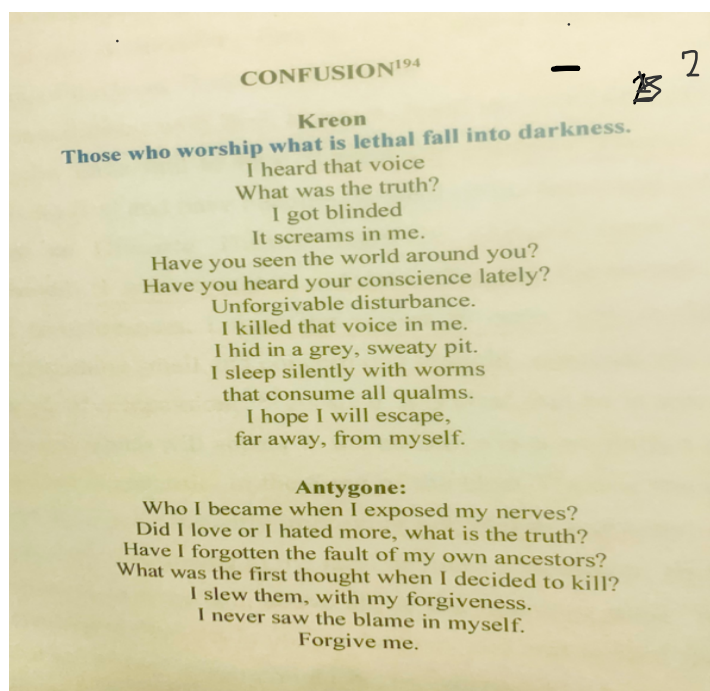 CONFUSION¹⁹⁴
2
Kreon
Those who worship what is lethal fall into darkness.
I heard that voice
What was the truth?
I got blinded
It screams in me.
Have you seen the world around you?
Have you heard your conscience lately?
Unforgivable disturbance.
I killed that voice in me.
I hid in a grey, sweaty pit.
I sleep silently with worms
that consume all qualms.
I hope I will escape,
far away, from myself.
Antygone:
Who I became when I exposed my nerves?
Did I love or I hated more, what is the truth?
Have I forgotten the fault of my own ancestors?
What was the first thought when I decided to kill?
I slew them, with my forgiveness.
I never saw the blame in myself.
Forgive me.